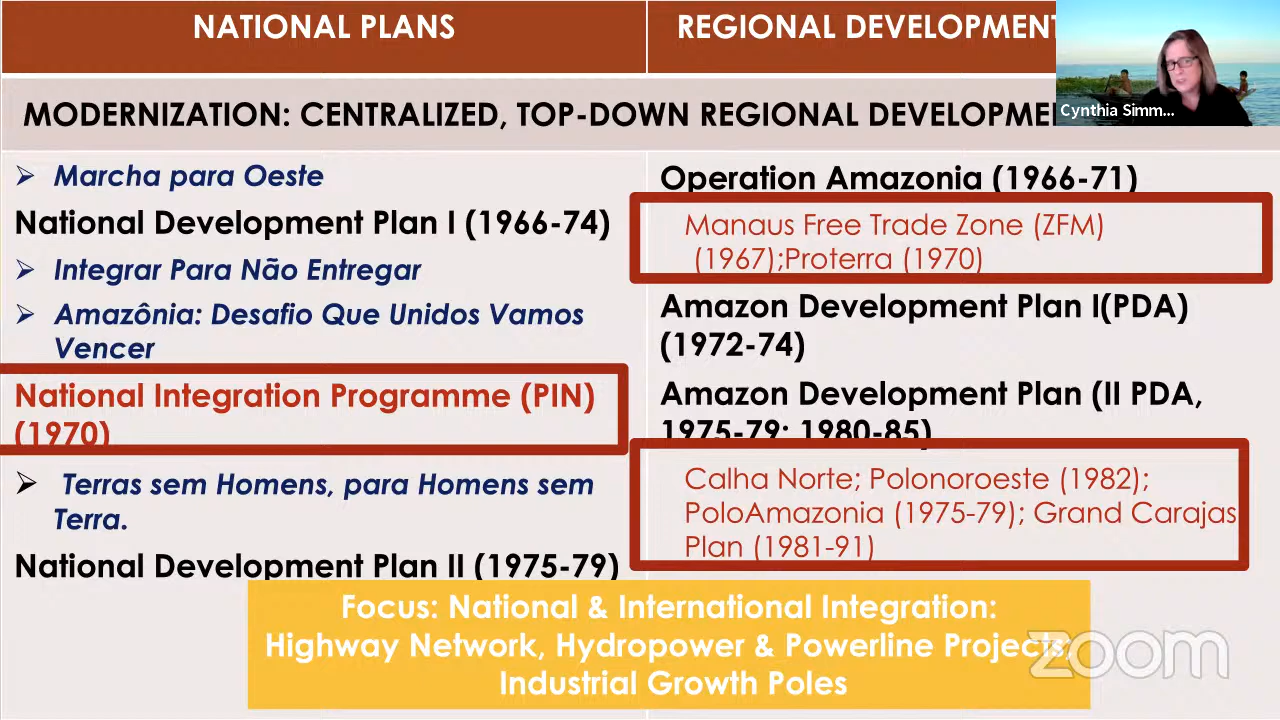 NATIONAL PLANS
REGIONAL DEVELOPMENT
Cynthia Simm...
MODERNIZATION: CENTRALIZED, TOP-DOWN REGIONAL DEVELOPME
Marcha para Oeste
National Development Plan I (1966-74)
Integrar Para Não Entregar
Amazônia: Desafio Que Unidos Vamos
Vencer
National Integration Programme (PIN)
(1970)
Terras sem Homens, para Homens sem
Terra.
National Development Plan II (1975-79)
Operation Amazonia (1966-71)
Manaus Free Trade Zone (ZFM)
(1967);Proterra (1970)
Amazon Development Plan I(PDA)
(1972-74)
Amazon Development Plan (II PDA,
1975-79; 1980-85)
Calha Norte; Polonoroeste (1982);
PoloAmazonia (1975-79); Grand Carajas
Plan (1981-91)
Focus: National & International Integration:
Highway Network, Hydropower & Powerline Projects,
Industrial Growth Poles
zoom